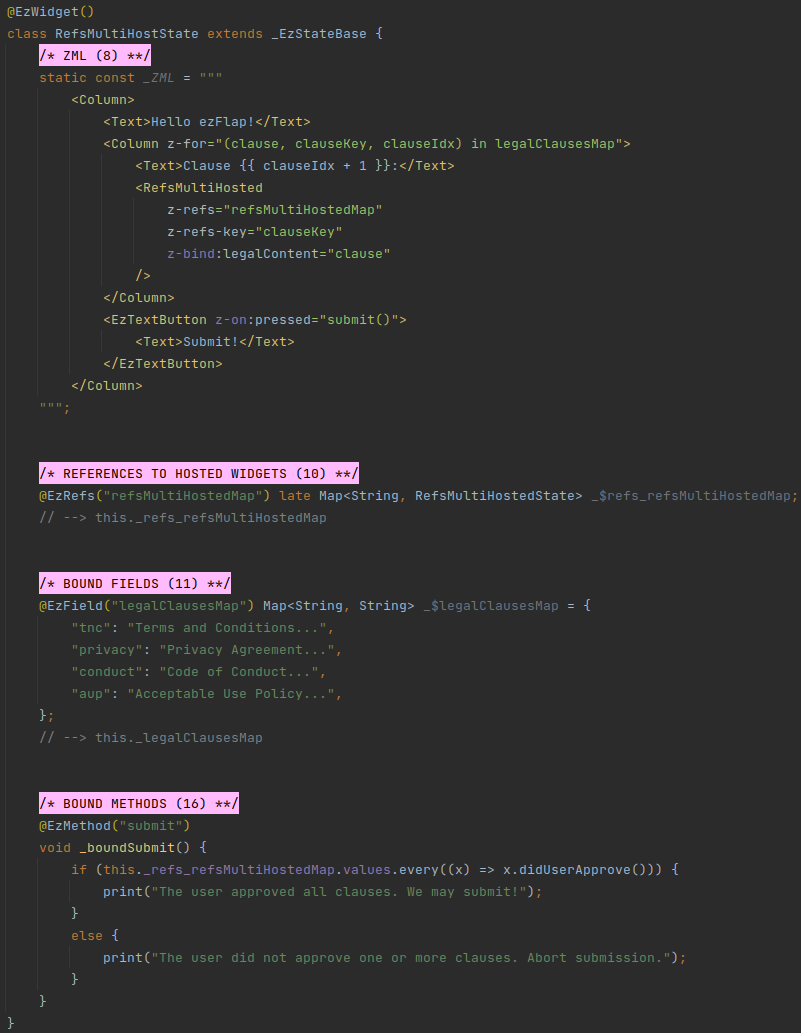 @EzWidget()
class RefsMultiHostState extends _EzStateBase {
    /* ZML (8) **/
    static const _ZML = """
        <Column>
            <Text>Hello ezFlap!</Text>
            <Column z-for="(clause, clauseKey, clauseIdx) in legalClausesMap">
                <Text>Clause {{ clauseIdx + 1 }}:</Text>
                <RefsMultiHosted
                    z-refs="refsMultiHostedMap"
                    z-refs-key="clauseKey"
                    z-bind:legalContent="clause"
                />
            </Column>
            <EzTextButton z-on:pressed="submit()">
                <Text>Submit!</Text>
            </EzTextButton>
        </Column>
    """;
    /* REFERENCES TO HOSTED WIDGETS (10) **/
    @EzRefs("refsMultiHostedMap") late Map<String, RefsMultiHostedState> _$refs_refsMultiHostedMap;
    // --> this._refs_refsMultiHostedMap
    /* BOUND FIELDS (11) **/
    @EzField("legalClausesMap") Map<String, String> _$legalClausesMap = {
        "tnc": "Terms and Conditions...",
        "privacy": "Privacy Agreement...",
        "conduct": "Code of Conduct...",
        "aup": "Acceptable Use Policy...",
    };
    // --> this._legalClausesMap
    /* BOUND METHODS (16) **/
    @EzMethod("submit")
    void _boundSubmit() {
        if (this._refs_refsMultiHostedMap.values.every((x) => x.didUserApprove())) {
            print("The user approved all clauses. We may submit!");
        }
        else {
            print("The user did not approve one or more clauses. Abort submission.");
        }
    }
}